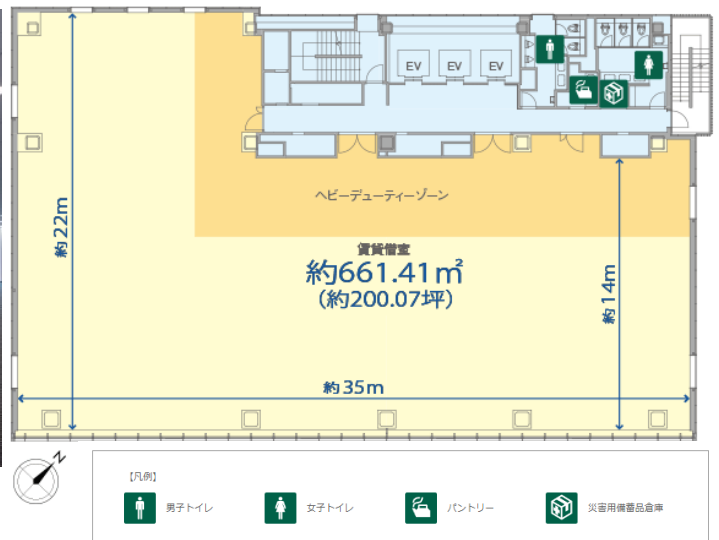 EV
EV
EV
ヘビーデューティーゾーン
約22m
賃貸借室
約661.41㎡
(約200.07坪)
約14m
約35m
N
【凡例】
男子トイレ
女子トイレ
パントリー
災害用備蓄品倉庫